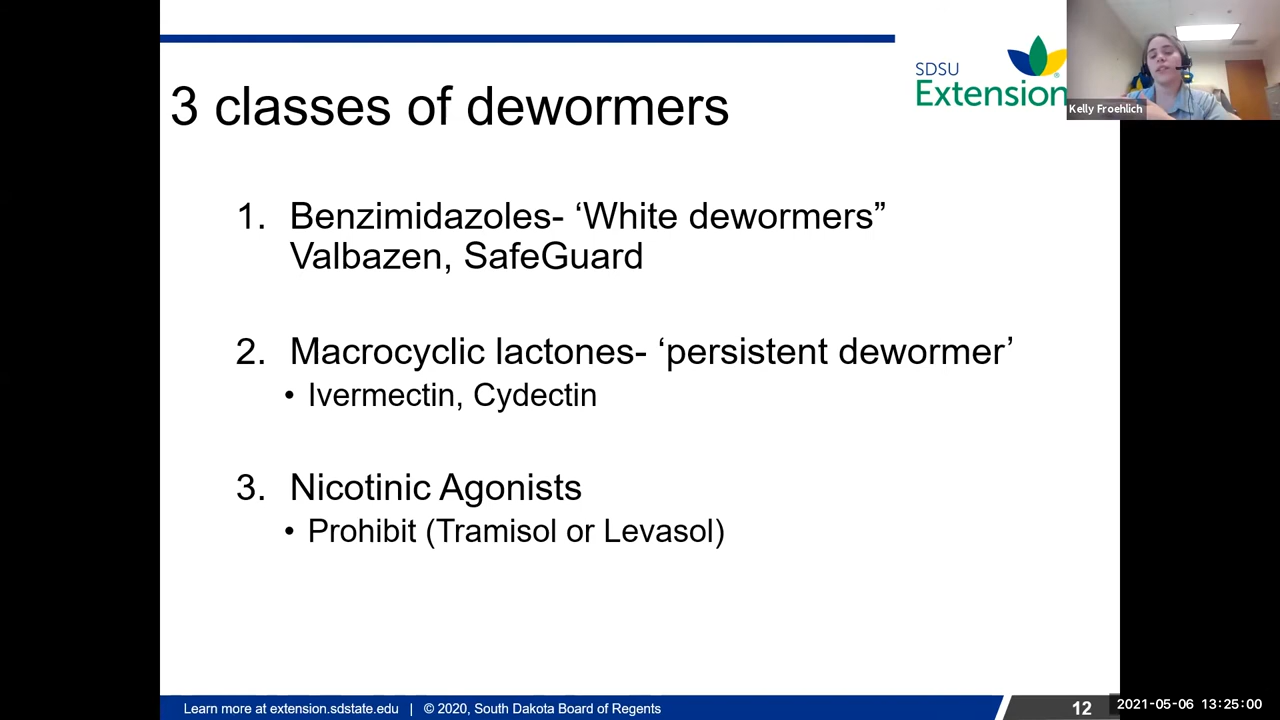 3 classes of dewormers
SDSU
Extension
Kelly Froehlich
1. Benzimidazoles- ‘White dewormers”
Valbazen, SafeGuard
2. Macrocyclic lactones- ‘persistent dewormer’
• Ivermectin, Cydectin
3. Nicotinic Agonists
• Prohibit (Tramisol or Levasol)
Learn more at extension.sdstate.edu | © 2020, South Dakota Board of Regents
12
2021-05-06 13:25:00